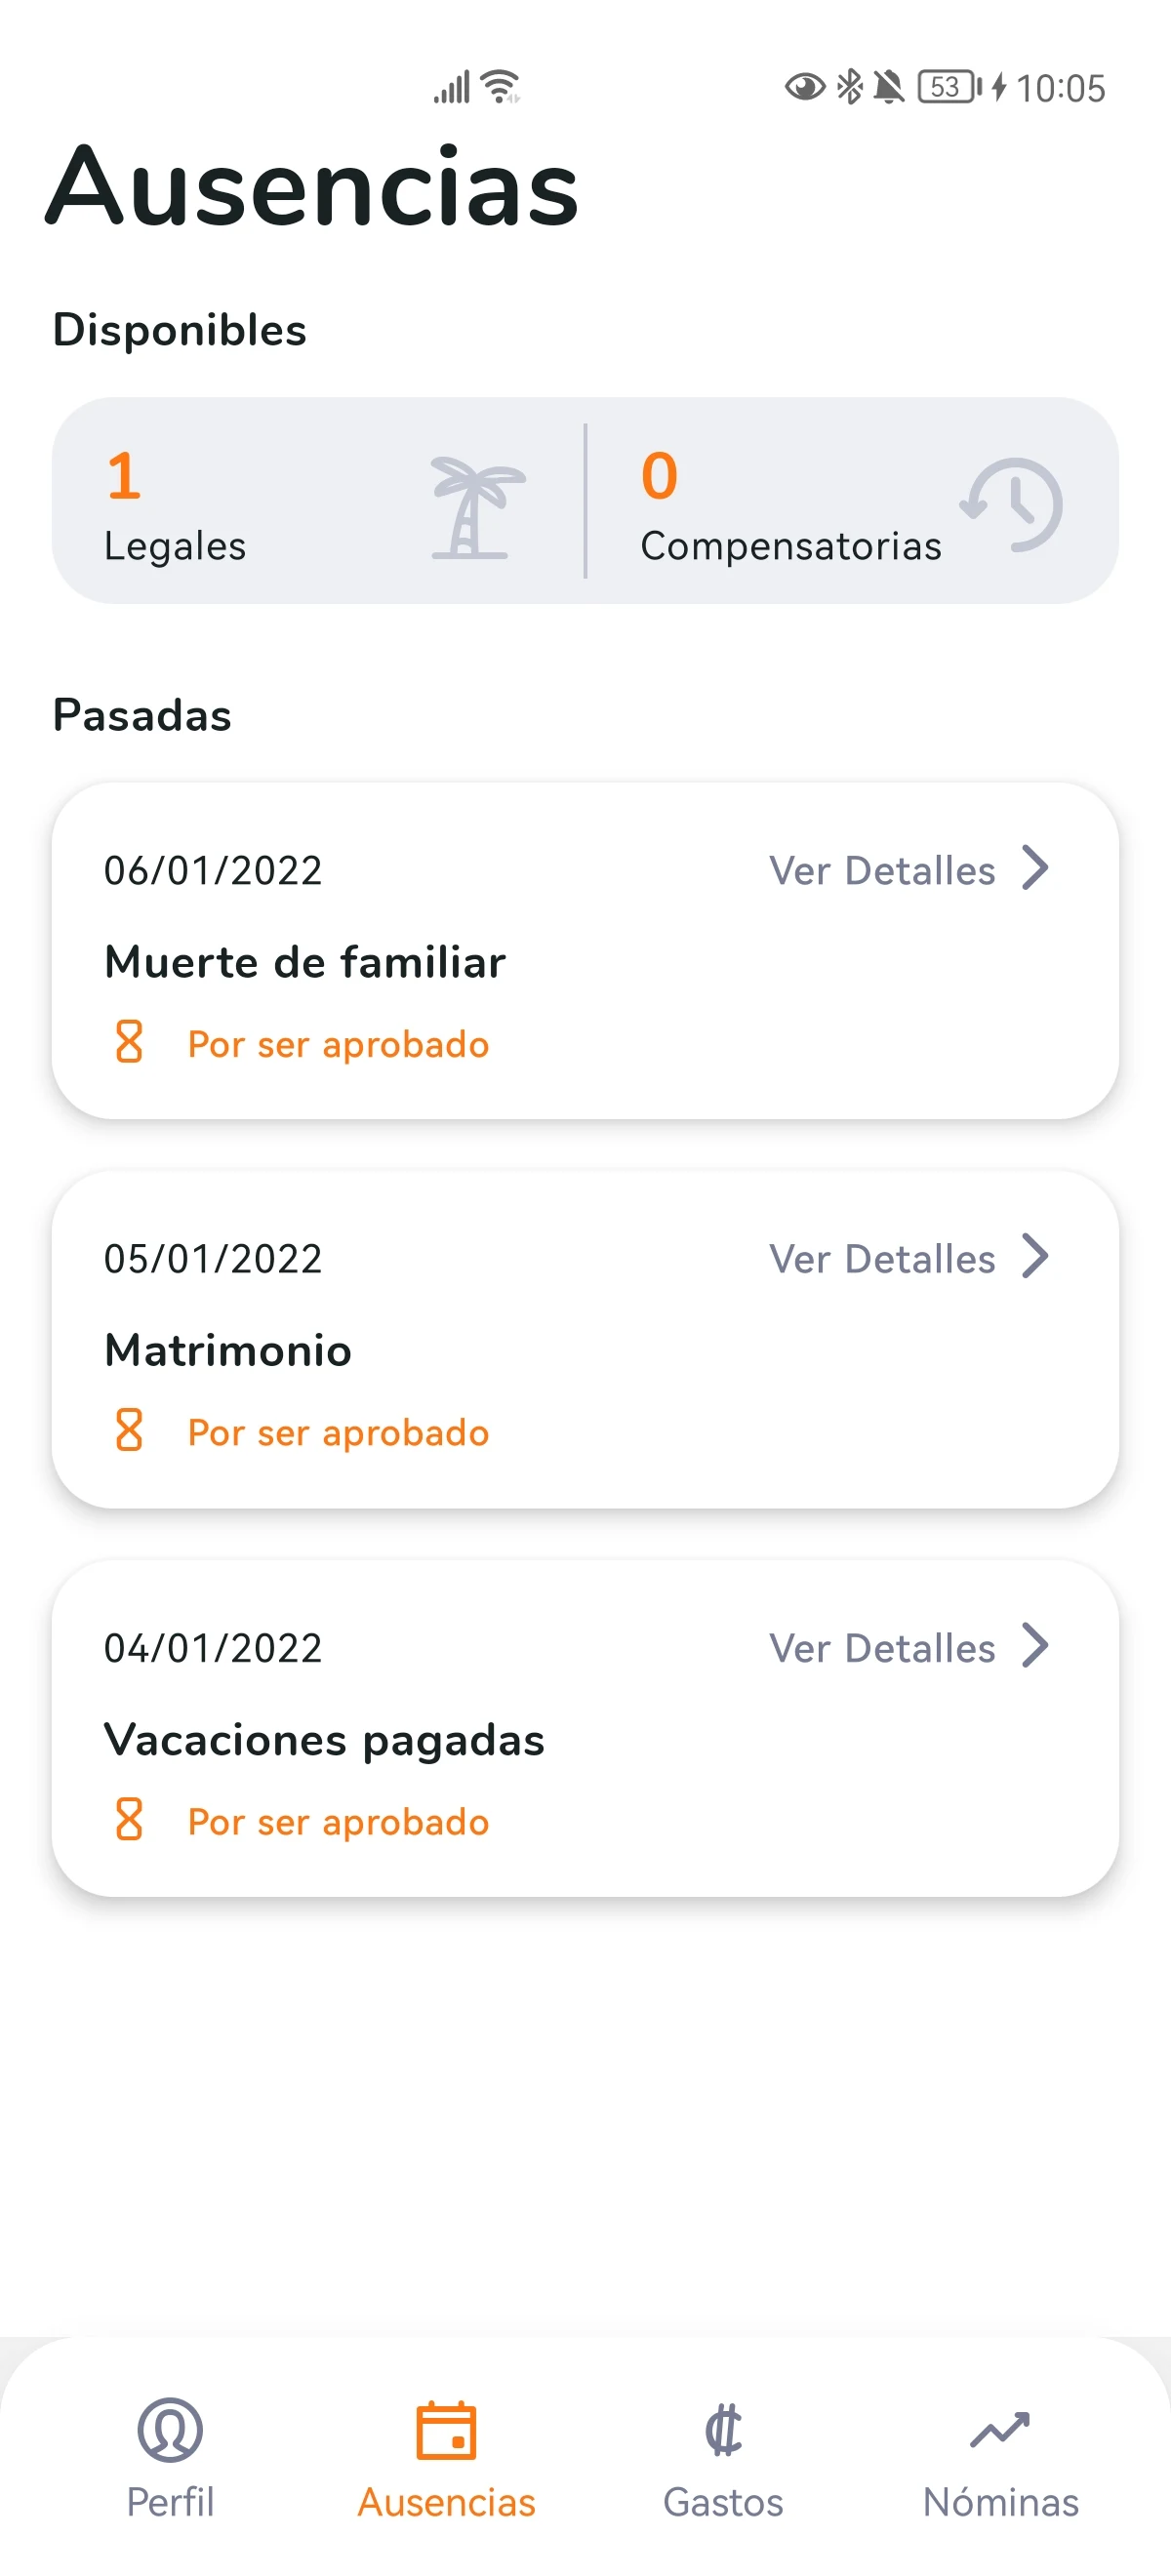 53 10:05
Ausencias
Disponibles
1
Legales
0
Compensatorias
Pasadas
06/01/2022 Ver Detalles
Muerte de familiar
Por ser aprobado
05/01/2022 Ver Detalles
Matrimonio
Por ser aprobado
04/01/2022 Ver Detalles
Vacaciones pagadas
Por ser aprobado
₡
Perfil Ausencias Gastos Nóminas